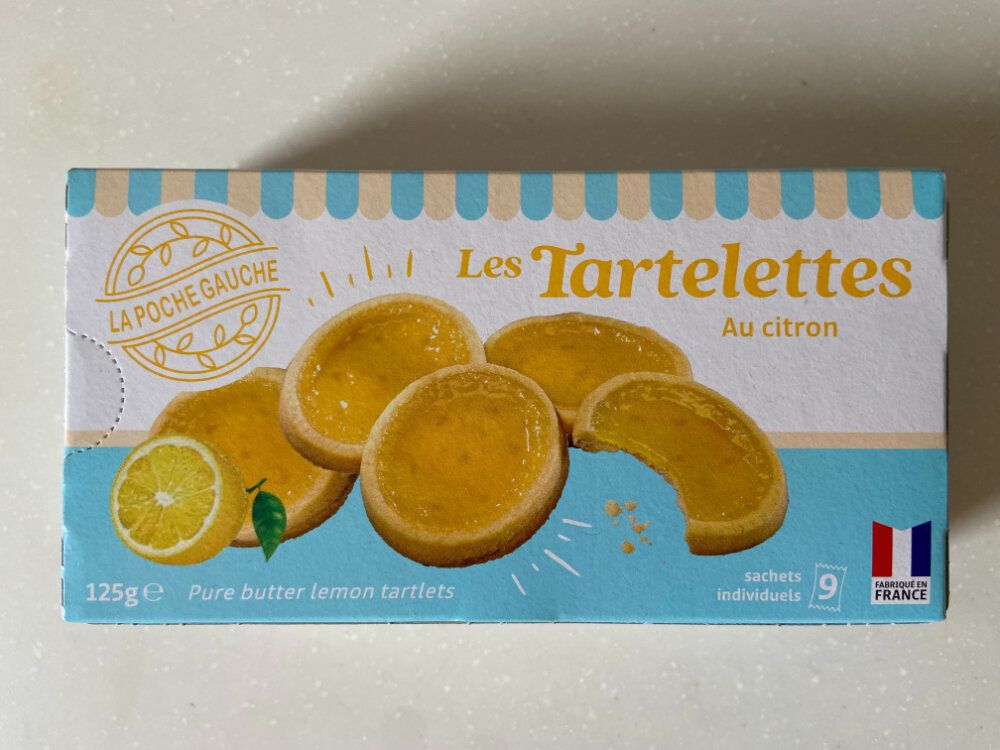 LA POCHE GAUCHE
Les Tartelettes
Au citron
125g ℮
Pure butter lemon tartlets
sachets
individuels
9
FABRIQUÉ EN
FRANCE